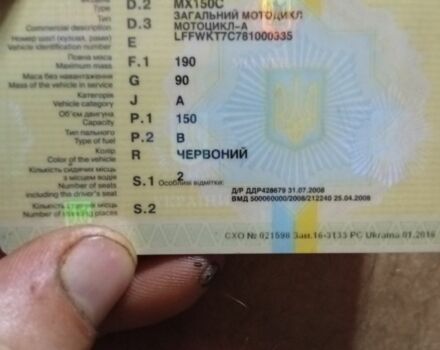 Type D.2 MX150C
Тип ЗАГАЛЬНИЙ МОТОЦИКЛ
Commercial description D.3 МОТОЦИКЛ-А
Номер шасі (кузова, рами) LFFWKT7C781000335
Vehicle identification number E
Повна маса
Maximum mass F.1 190
Маса без навантаження
Mass of the vehicle in service G 90
Категорія
Vehicle category J A
Об'єм двигуна
Capacity P.1 150
Тип пального
Type of fuel P.2 B
Колір
Color of the vehicle R ЧЕРВОНИЙ
Кількість сидячих місць
з місцем водія
Number of seats S.1 2
including the driver's seat Особливі відмітки: Д/Р ДДР428679 31.07.2008
ВМД 500060000/2008/212240 25.04.2008
Кількість стоячих місць
Number of standing places S.2
СХО № 021598 Зам.16-3133 РС Ukraina 01.2016